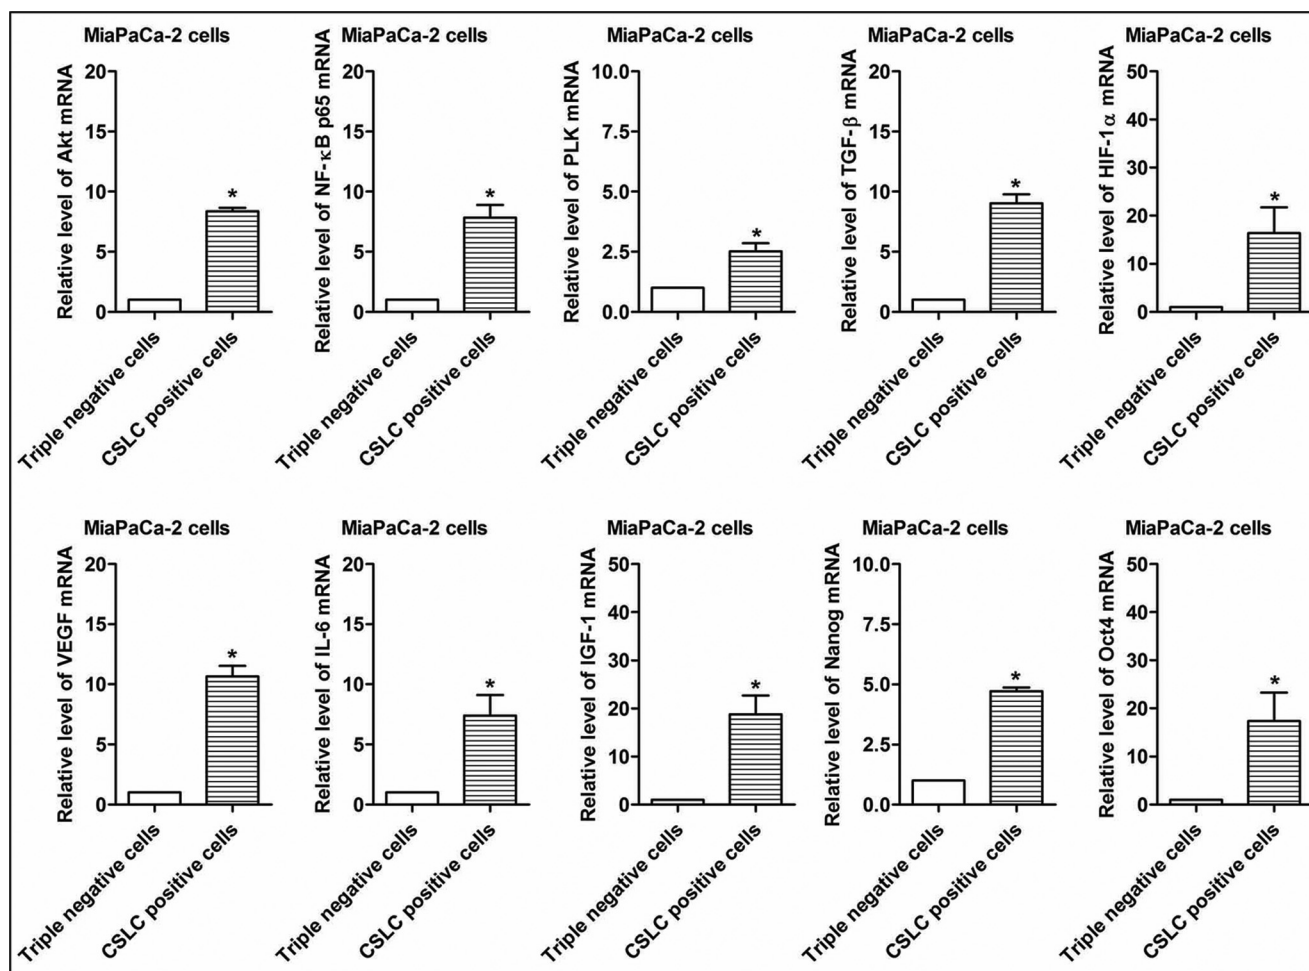 MiaPaCa-2 cells
Relative level of Akt mRNA
20
15
10
5
0
*
Triple negative cells
CSLC positive cells
MiaPaCa-2 cells
Relative level of NF-κB p65 mRNA
20
15
10
5
0
*
Triple negative cells
CSLC positive cells
MiaPaCa-2 cells
Relative level of PLK mRNA
10.0
7.5
5.0
2.5
0.0
*
Triple negative cells
CSLC positive cells
MiaPaCa-2 cells
Relative level of TGF-β mRNA
20
15
10
5
0
*
Triple negative cells
CSLC positive cells
MiaPaCa-2 cells
Relative level of HIF-1α mRNA
50
40
30
20
10
0
*
Triple negative cells
CSLC positive cells
MiaPaCa-2 cells
Relative level of VEGF mRNA
20
15
10
5
0
*
Triple negative cells
CSLC positive cells
MiaPaCa-2 cells
Relative level of IL-6 mRNA
20
15
10
5
0
*
Triple negative cells
CSLC positive cells
MiaPaCa-2 cells
Relative level of IGF-1 mRNA
50
40
30
20
10
0
*
Triple negative cells
CSLC positive cells
MiaPaCa-2 cells
Relative level of Nanog mRNA
10.0
7.5
5.0
2.5
0.0
*
Triple negative cells
CSLC positive cells
MiaPaCa-2 cells
Relative level of Oct4 mRNA
50
40
30
20
10
0
*
Triple negative cells
CSLC positive cells